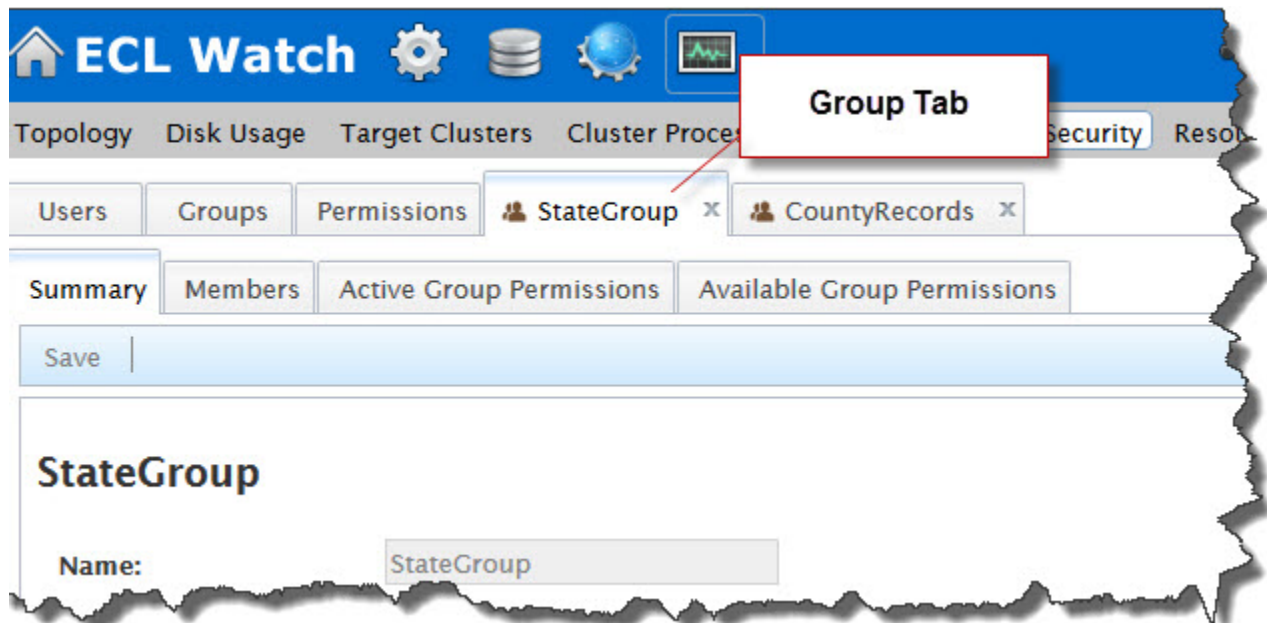 ECL Watch
Group Tab
Topology Disk Usage Target Clusters Cluster Security
Users Groups Permissions StateGroup x CountyRecords x
Summary Members Active Group Permissions Available Group Permissions
Save
StateGroup
Name: StateGroup